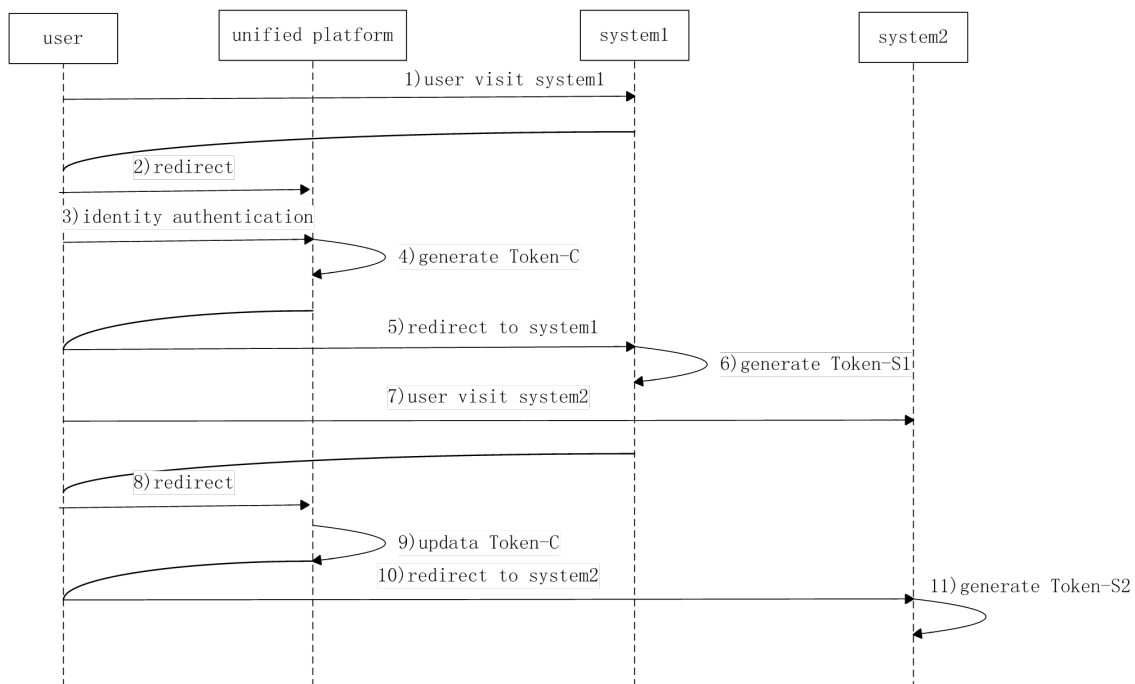 user
unified platform
system1
system2
1)user visit system1
2)redirect
3)identity authentication
4)generate Token-C
5)redirect to system1
6)generate Token-S1
7)user visit system2
8)redirect
9)updata Token-C
10)redirect to system2
11)generate Token-S2